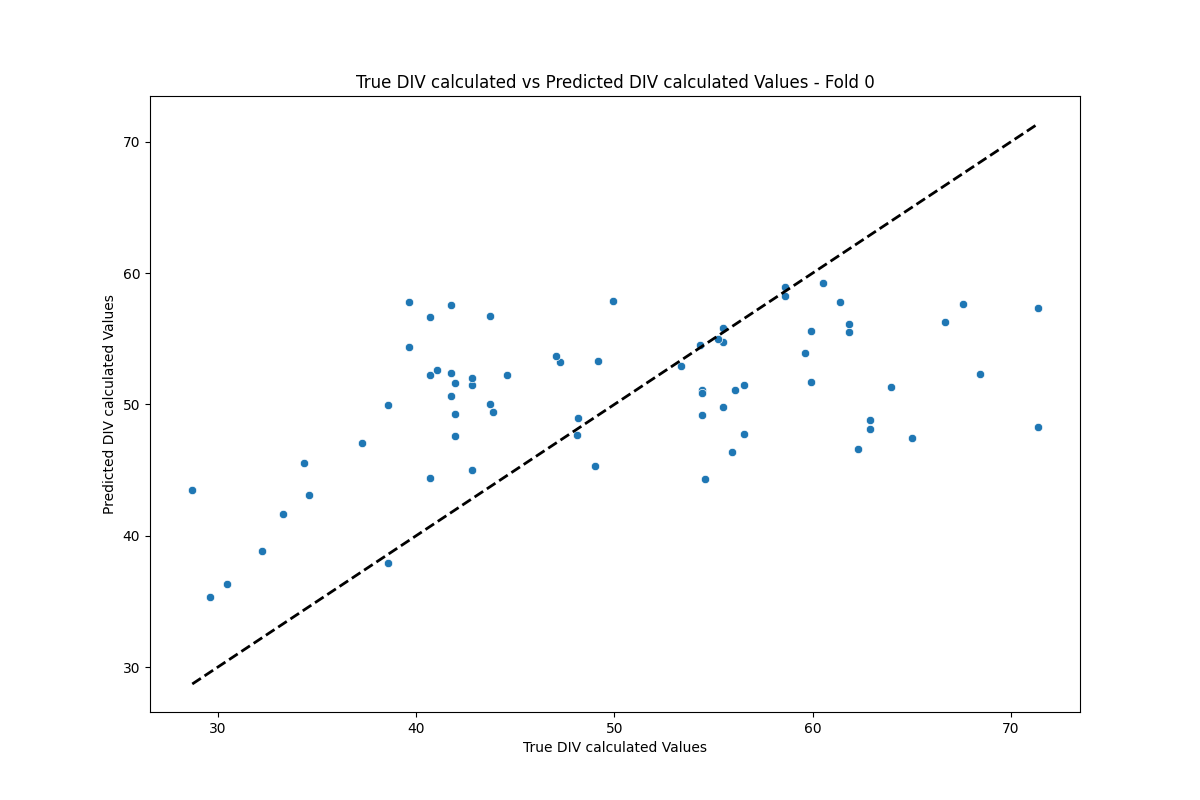 True DIV calculated vs Predicted DIV calculated Values - Fold 0
Predicted DIV calculated Values
70
60
50
40
30
30 40 50 60 70
True DIV calculated Values